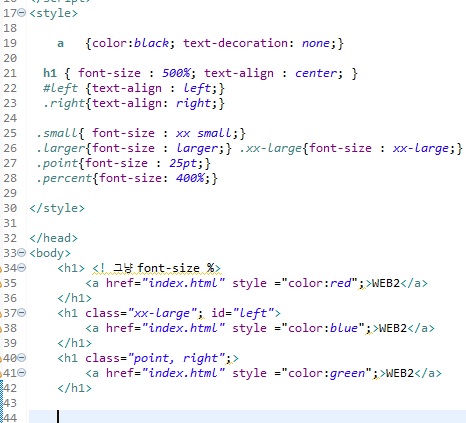 </script>
17 <style>
18
19 a {color:black; text-decoration: none;}
20
21 h1 { font-size : 500%; text-align : center; }
22 #left {text-align : left;}
23 .right{text-align: right;}
24
25 .small{ font-size : xx small;}
26 .larger{font-size : larger;} .xx-large{font-size : xx-large;}
27 .point{font-size : 25pt;}
28 .percent{font-size: 400%;}
29
30 </style>
31
32 </head>
33 <body>
34 <h1> <! 그냥 font-size %>
35 <a href="index.html" style ="color:red";>WEB2</a>
36 </h1>
37 <h1 class="xx-large"; id="left">
38 <a href="index.html" style ="color:blue";>WEB2</a>
39 </h1>
40 <h1 class="point, right";>
41 <a href="index.html" style ="color:green";>WEB2</a>
42 </h1>
43
44